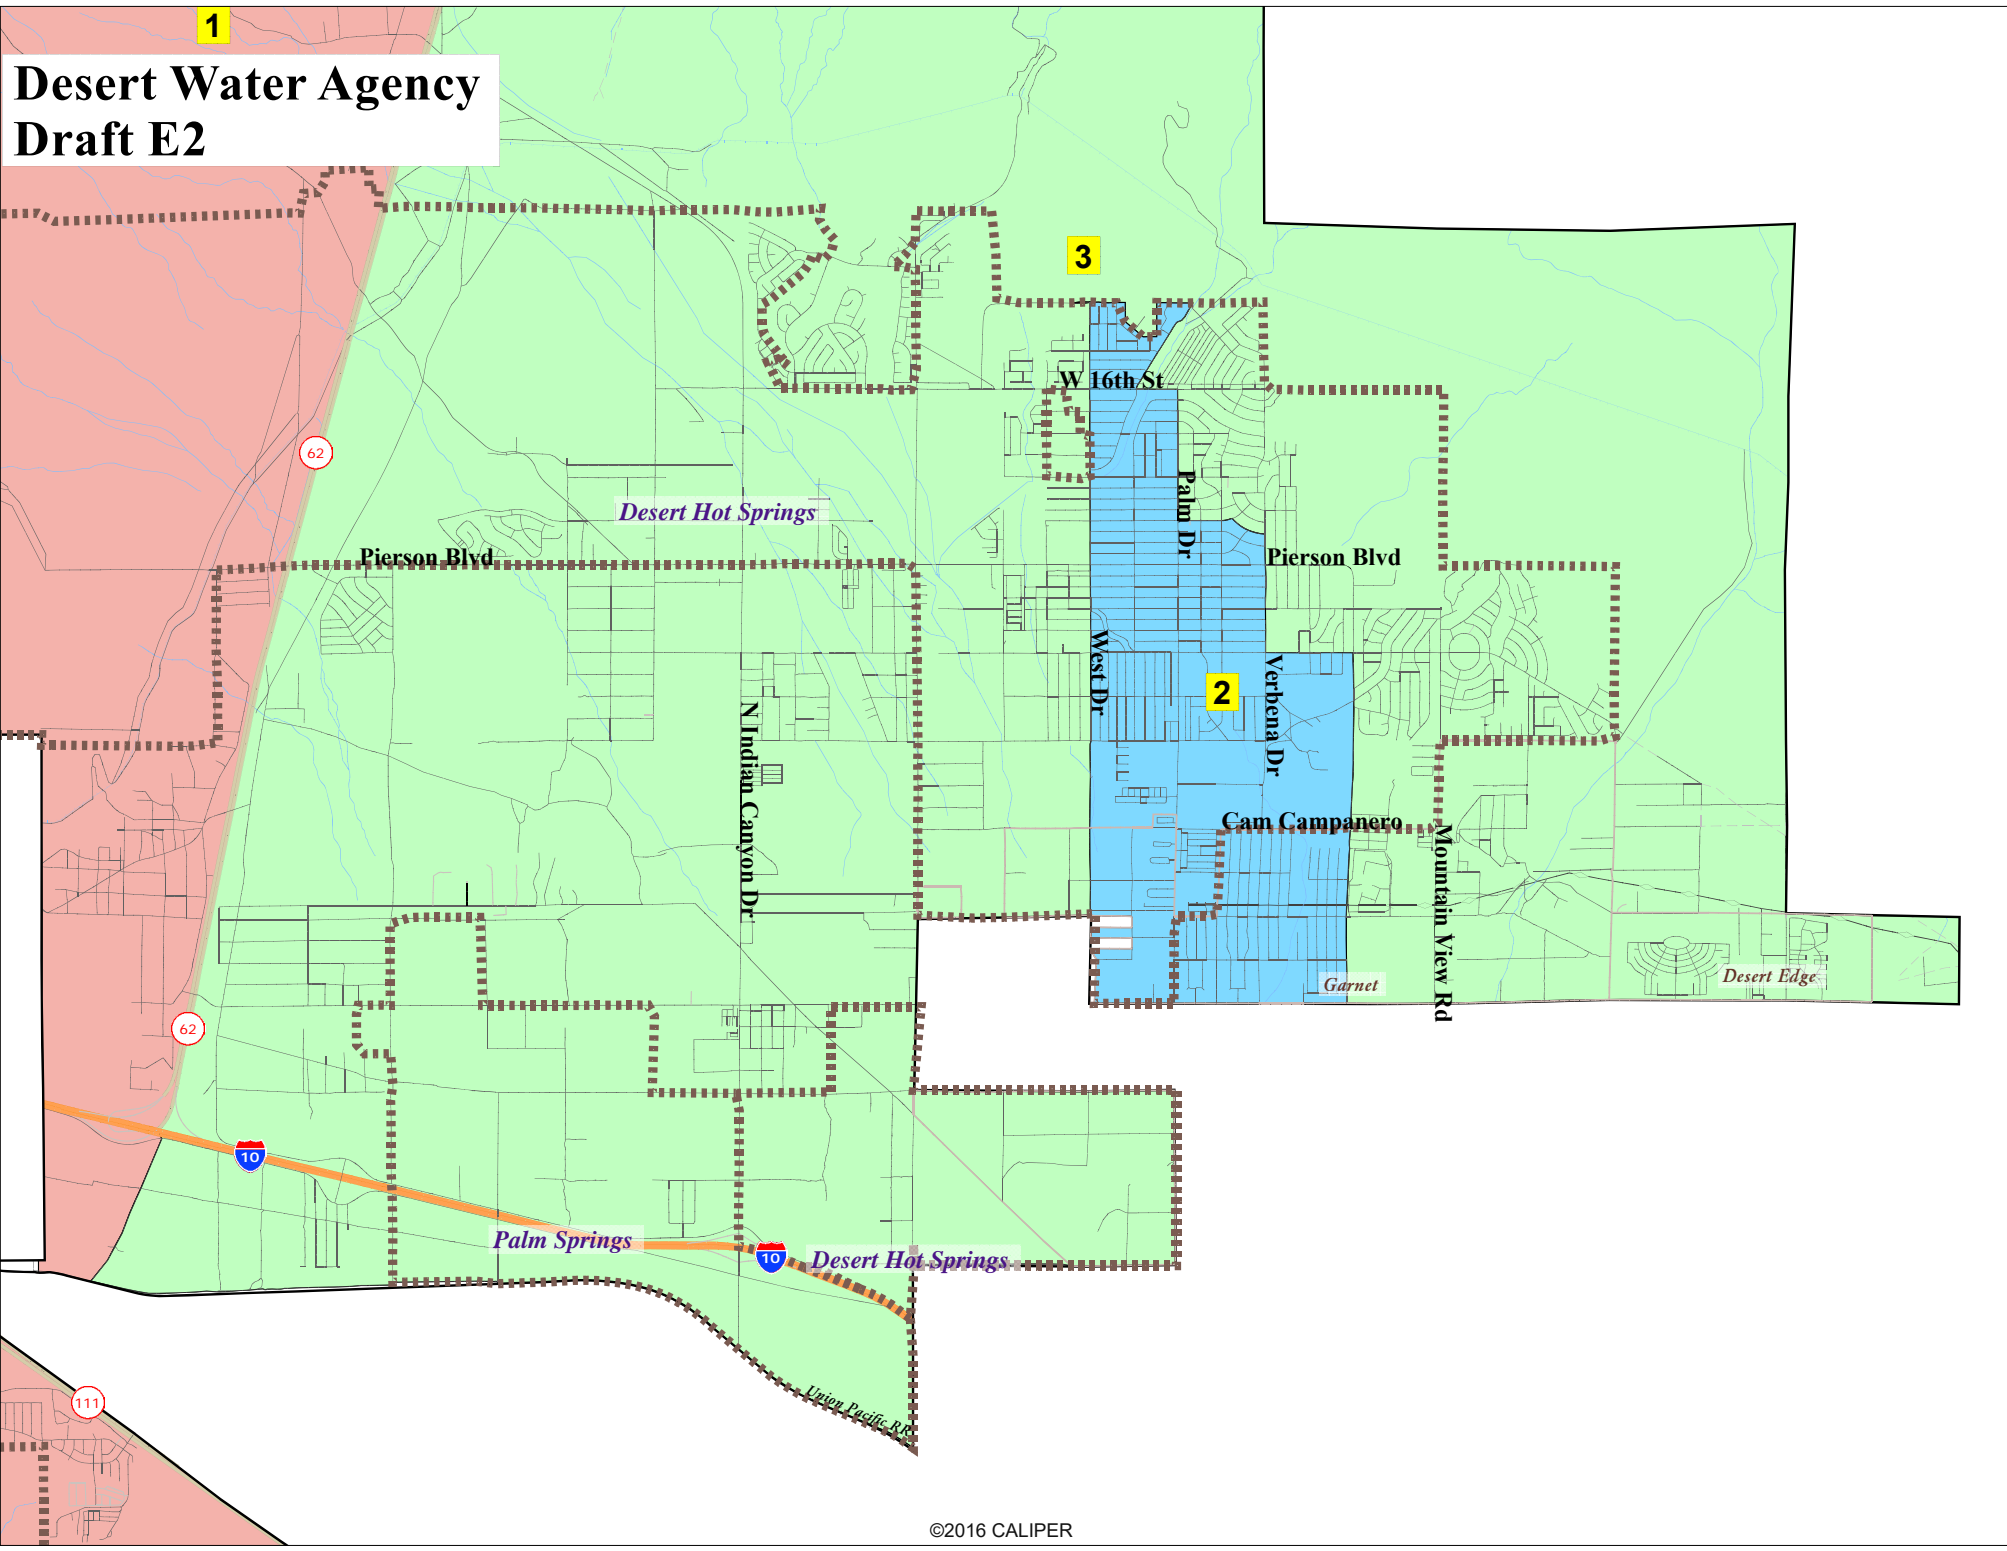 1
Desert Water Agency
Draft E2
3
W 16th St
62
Palm Dr
Desert Hot Springs
Pierson Blvd
Pierson Blvd
West Dr
2
Verbena Dr
N Indian Canyon Dr
Cam Campanero
Mountain View Rd
Desert Edge
Garnet
62
10
Palm Springs
10
Desert Hot Springs
Union Pacific RR
111
©2016 CALIPER